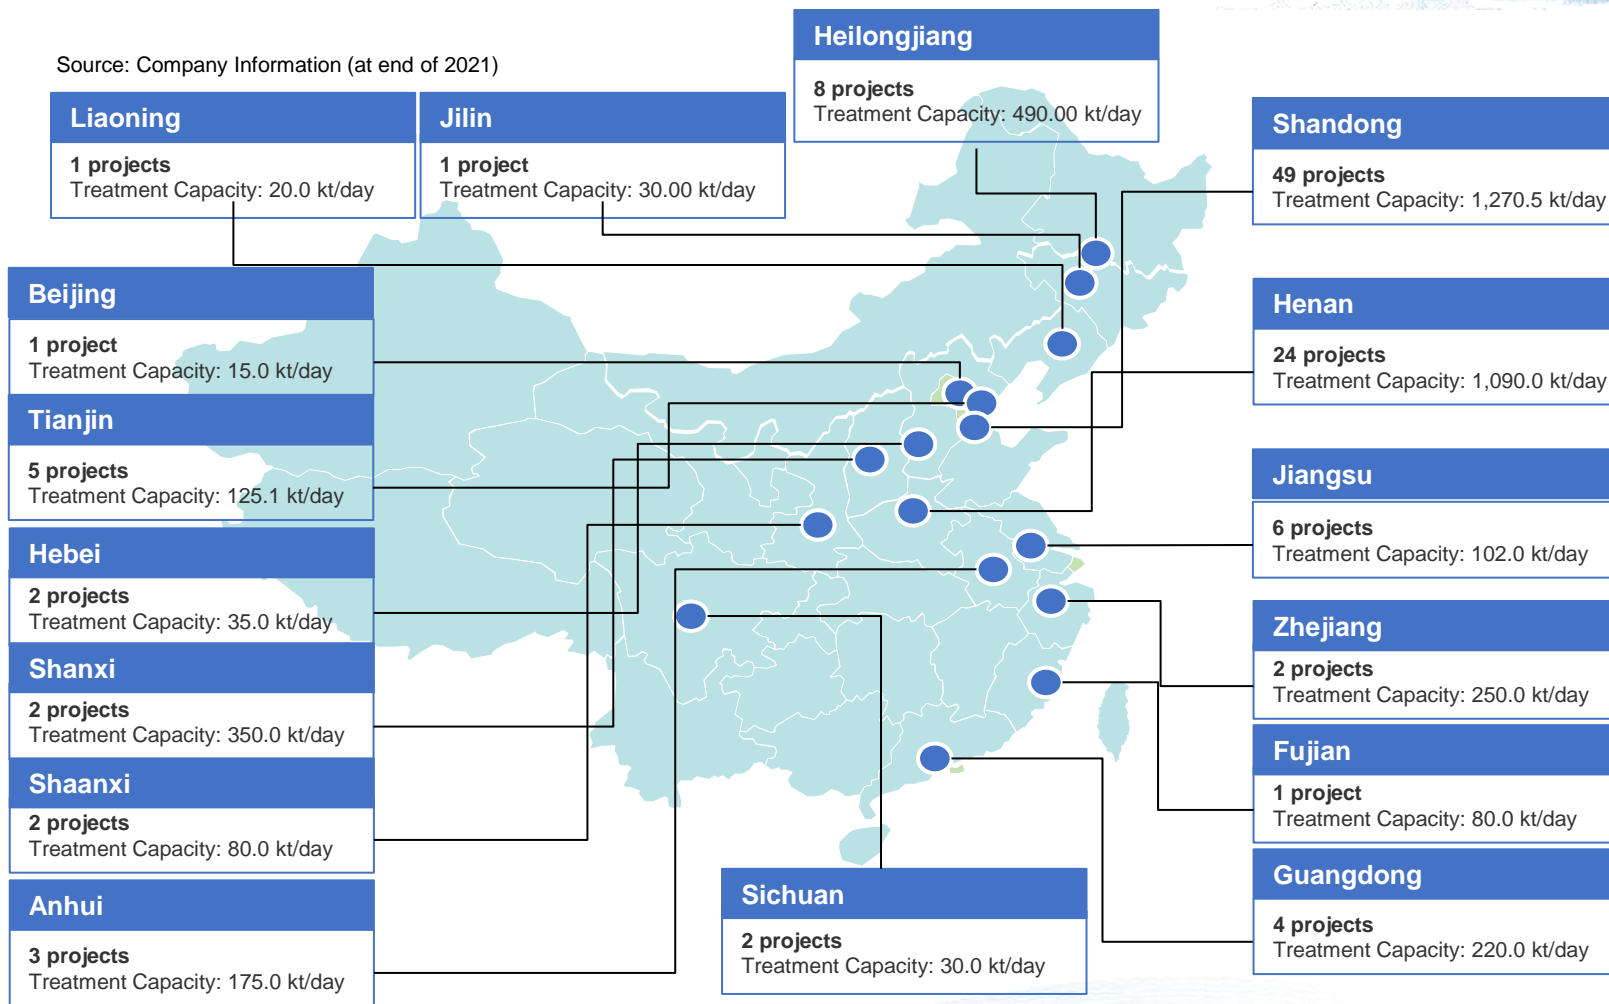 Source: Company Information (at end of 2021)
Heilongjiang
8 projects
Treatment Capacity: 490.00 kt/day
Liaoning
1 projects
Treatment Capacity: 20.0 kt/day
Jilin
1 project
Treatment Capacity: 30.00 kt/day
Shandong
49 projects
Treatment Capacity: 1,270.5 kt/day
Beijing
1 project
Treatment Capacity: 15.0 kt/day
Henan
24 projects
Treatment Capacity: 1,090.0 kt/day
Tianjin
5 projects
Treatment Capacity: 125.1 kt/day
Jiangsu
6 projects
Treatment Capacity: 102.0 kt/day
Hebei
2 projects
Treatment Capacity: 35.0 kt/day
Zhejiang
2 projects
Treatment Capacity: 250.0 kt/day
Shanxi
2 projects
Treatment Capacity: 350.0 kt/day
Fujian
1 project
Treatment Capacity: 80.0 kt/day
Shaanxi
2 projects
Treatment Capacity: 80.0 kt/day
Guangdong
4 projects
Treatment Capacity: 220.0 kt/day
Anhui
3 projects
Treatment Capacity: 175.0 kt/day
Sichuan
2 projects
Treatment Capacity: 30.0 kt/day